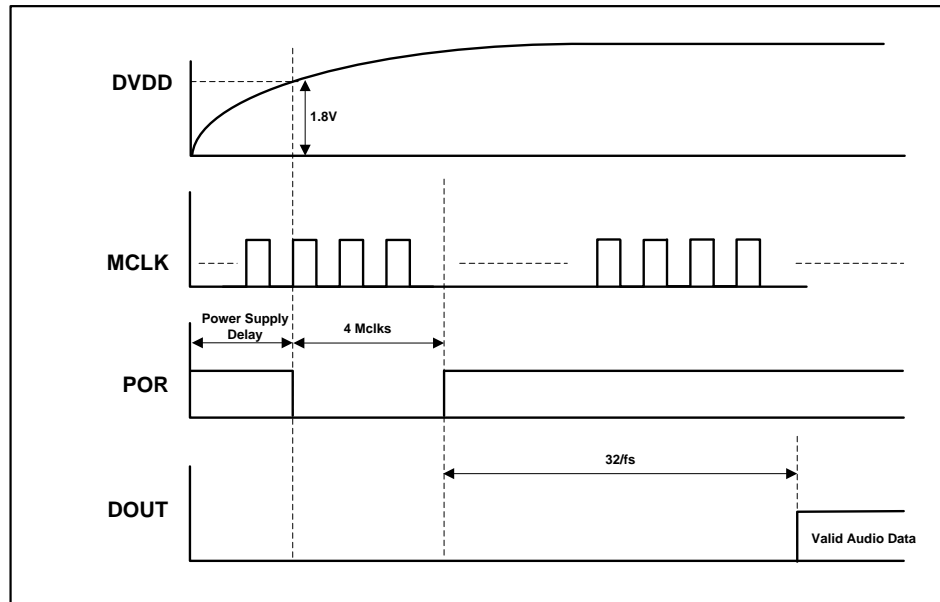 DVDD
1.8V
MCLK
Power Supply
Delay
4 Mclks
POR
32/fs
DOUT
Valid Audio Data